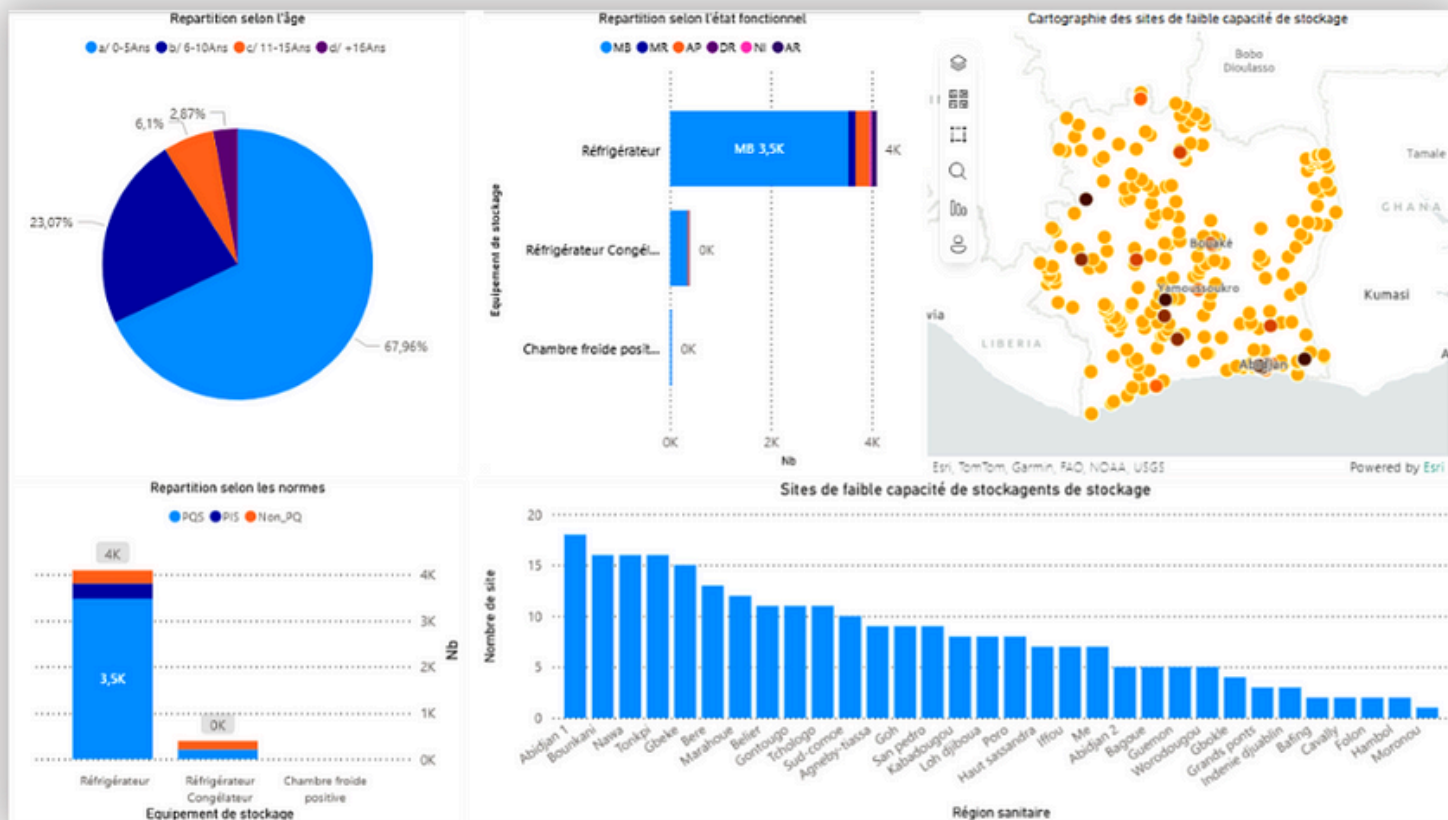 Repartition selon l'âge
a/ 0-5Ans b/ 6-10Ans c/ 11-15Ans d/ +16Ans
2,87%
6,1%
23,07%
67,96%
Repartition selon l'état fonctionnel
MB MR AP DR NI AR
Equipement de stockage
Réfrigérateur
MB 3,5K
4K
Réfrigérateur Congél...
0K
Chambre froide posit...
0K
0K 2K 4K
Nb
Cartographie des sites de faible capacité de stockage
Bobo
Dioulasso
Tamale
GHANA
Bouaké
Yamoussoukro
Kumasi
via
LIBERIA
Abidjan
A
Esri, TomTom, Garmin, FAO, NOAA, USGS
Powered by Esri
Repartition selon les normes
PQS PIS Non_PQ
4K
3,5K
0K
4K
3K
2K
1K
0K
Nb
Réfrigérateur
Réfrigérateur
Congélateur
Chambre froide
positive
Equipement de stockage
Sites de faible capacité de stockagents de stockage
Nombre de site
20
15
10
5
0
Abidjan 1
Bounkani
Nawa
Tonkpi
Gbeke
Bere
Marahoue
Belier
Gontougo
Tchologo
Sud-comoe
Agneby-tiassa
Goh
San pedro
Kabadougou
Loh djiboua
Poro
Haut sassandra
Iffou
Me
Abidjan 2
Bagoue
Guemon
Worodougou
Gbokle
Grands ponts
Indenie djuablin
Bafing
Cavally
Folon
Hambol
Moronou
Région sanitaire